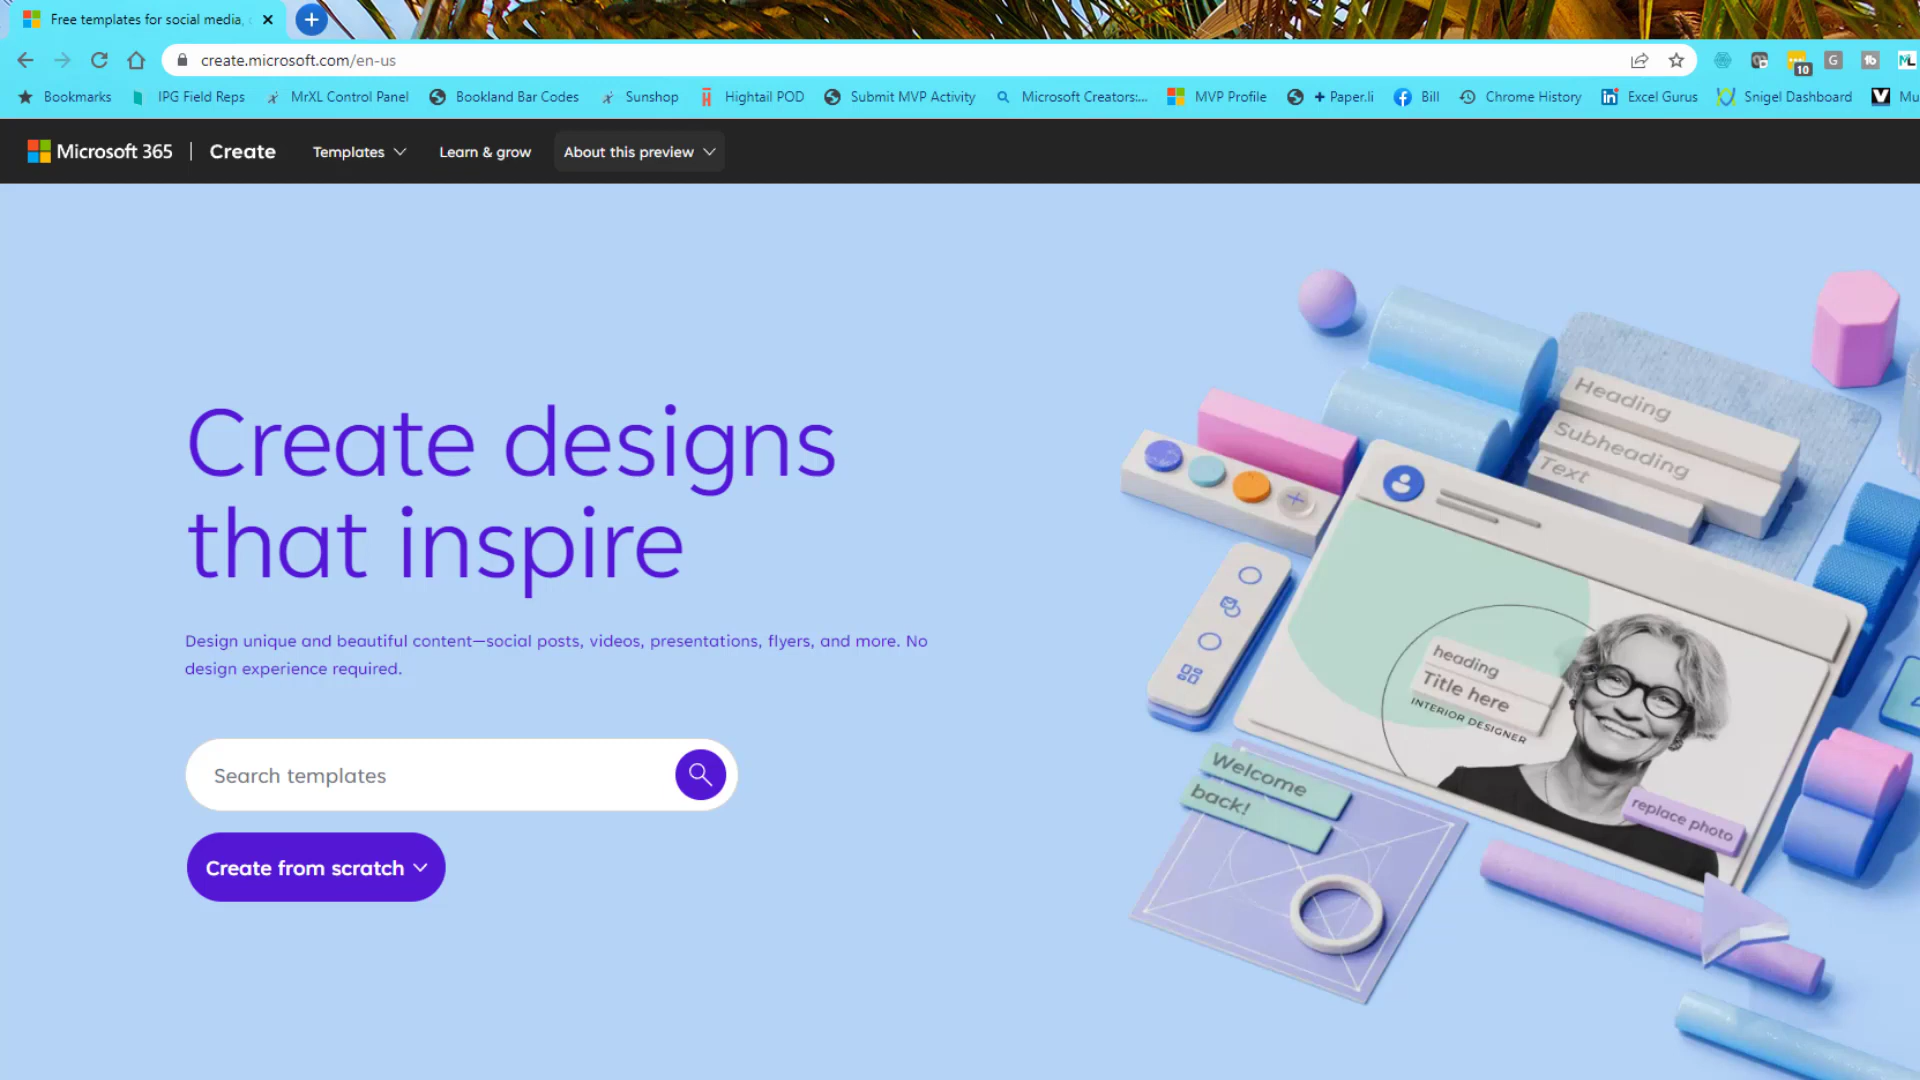 Free templates for social media,
create.microsoft.com/en-us
10
G
Bookmarks
IPG Field Reps
MrXL Control Panel
Bookland Bar Codes
Sunshop
Hightail POD
Submit MVP Activity
Microsoft Creators:...
MVP Profile
+ Paper.li
Bill
Chrome History
Excel Gurus
Snigel Dashboard
Mu
Microsoft 365 | Create
Templates
Learn & grow
About this preview
Create designs
that inspire
Design unique and beautiful content—social posts, videos, presentations, flyers, and more. No
design experience required.
Search templates
Create from scratch
Heading
Subheading
Text
heading
Title here
INTERIOR DESIGNER
Welcome
back!
replace photo